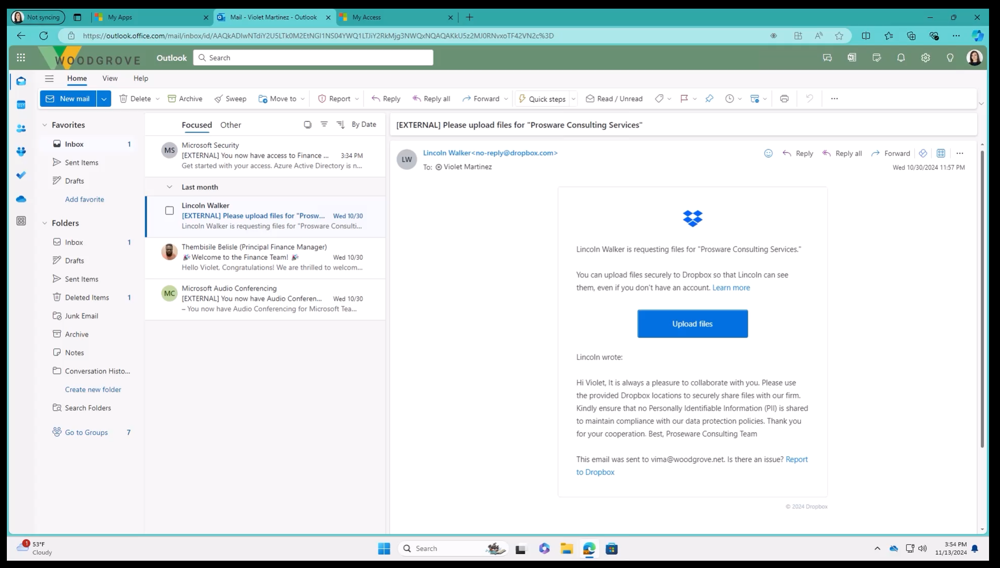 Not syncing
My Apps
Mail - Violet Martinez - Outlook
My Access
https://outlook.office.com/mail/inbox/id/AAQkADIwNTdiY2U5LTk0M2EtNGI1NS04YWQ1LTJiY2RkMjg3NWQxNQAQAKkU5z2MJ0RNvxoTF42VN2c%3D
WOODGROVE
Outlook
Search
Home
View
Help
New mail
Delete
Archive
Sweep
Move to
Report
Reply
Reply all
Forward
Quick steps
Read / Unread
Favorites
Inbox 1
Sent Items
Drafts
Add favorite
Folders
Inbox 1
Drafts
Sent Items
Deleted Items 1
Junk Email
Archive
Notes
Conversation Histo...
Create new folder
Search Folders
Go to Groups 7
Focused
Other
By Date
MS
Microsoft Security
[EXTERNAL] You now have access to Finance ... 3:34 PM
Get started with your access. Azure Active Directory is n...
Last month
Lincoln Walker
[EXTERNAL] Please upload files for "Prosw... Wed 10/30
Lincoln Walker is requesting files for "Prosware Consulti...
Thembisile Belisle (Principal Finance Manager)
🎉Welcome to the Finance Team! 🎉 Wed 10/30
Hello Violet, Congratulations! We are thrilled to welcom...
MC
Microsoft Audio Conferencing
[EXTERNAL] You now have Audio Conferen... Wed 10/30
– You now have Audio Conferencing for Microsoft Tea...
[EXTERNAL] Please upload files for "Prosware Consulting Services"
LW
Lincoln Walker<no-reply@dropbox.com>
To: Violet Martinez
Reply
Reply all
Forward
Wed 10/30/2024 11:57 PM
Lincoln Walker is requesting files for "Prosware Consulting Services."
You can upload files securely to Dropbox so that Lincoln can see
them, even if you don't have an account. Learn more
Upload files
Lincoln wrote:
Hi Violet, It is always a pleasure to collaborate with you. Please use
the provided Dropbox locations to securely share files with our firm.
Kindly ensure that no Personally Identifiable Information (PII) is shared
to maintain compliance with our data protection policies. Thank you
for your cooperation. Best, Proseware Consulting Team
This email was sent to vima@woodgrove.net. Is there an issue? Report
to Dropbox
© 2024 Dropbox
1
53°F
Cloudy
Search
3:54 PM
11/13/2024